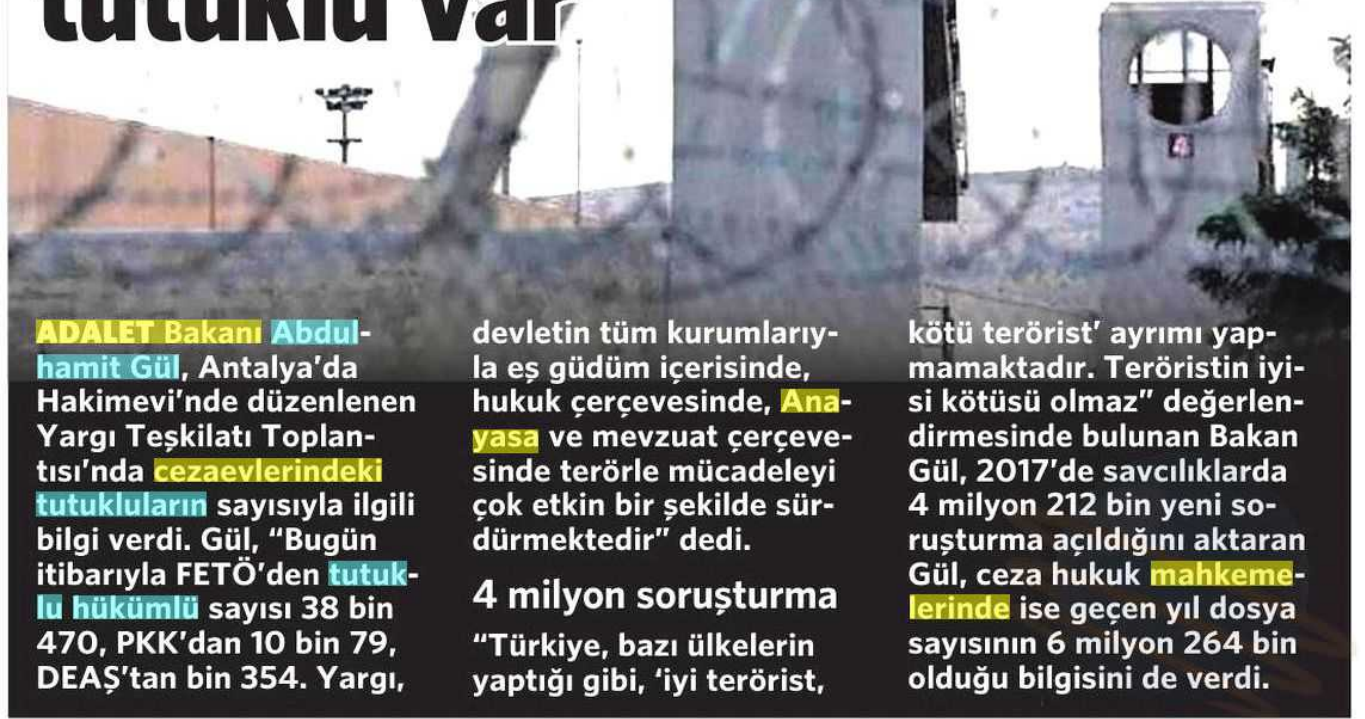 tutuklu var
4
ADALET Bakanı Abdul-
hamit Gül, Antalya’da
Hakimevi’nde düzenlenen
Yargı Teşkilatı Toplan-
tısı’nda cezaevlerindeki
tutukluların sayısıyla ilgili
bilgi verdi. Gül, “Bugün
itibarıyla FETÖ’den tutuk-
lu hükümlü sayısı 38 bin
470, PKK’dan 10 bin 79,
DEAŞ’tan bin 354. Yargı,
devletin tüm kurumlarıy-
la eş güdüm içerisinde,
hukuk çerçevesinde, Ana-
yasa ve mevzuat çerçeve-
sinde terörle mücadeleyi
çok etkin bir şekilde sür-
dürmektedir” dedi.
4 milyon soruşturma
“Türkiye, bazı ülkelerin
yaptığı gibi, ‘iyi terörist,
kötü terörist’ ayrımı yap-
mamaktadır. Teröristin iyi-
si kötüsü olmaz” değerlen-
dirmesinde bulunan Bakan
Gül, 2017’de savcılıklarda
4 milyon 212 bin yeni so-
ruşturma açıldığını aktaran
Gül, ceza hukuk mahkeme-
lerinde ise geçen yıl dosya
sayısının 6 milyon 264 bin
olduğu bilgisini de verdi.